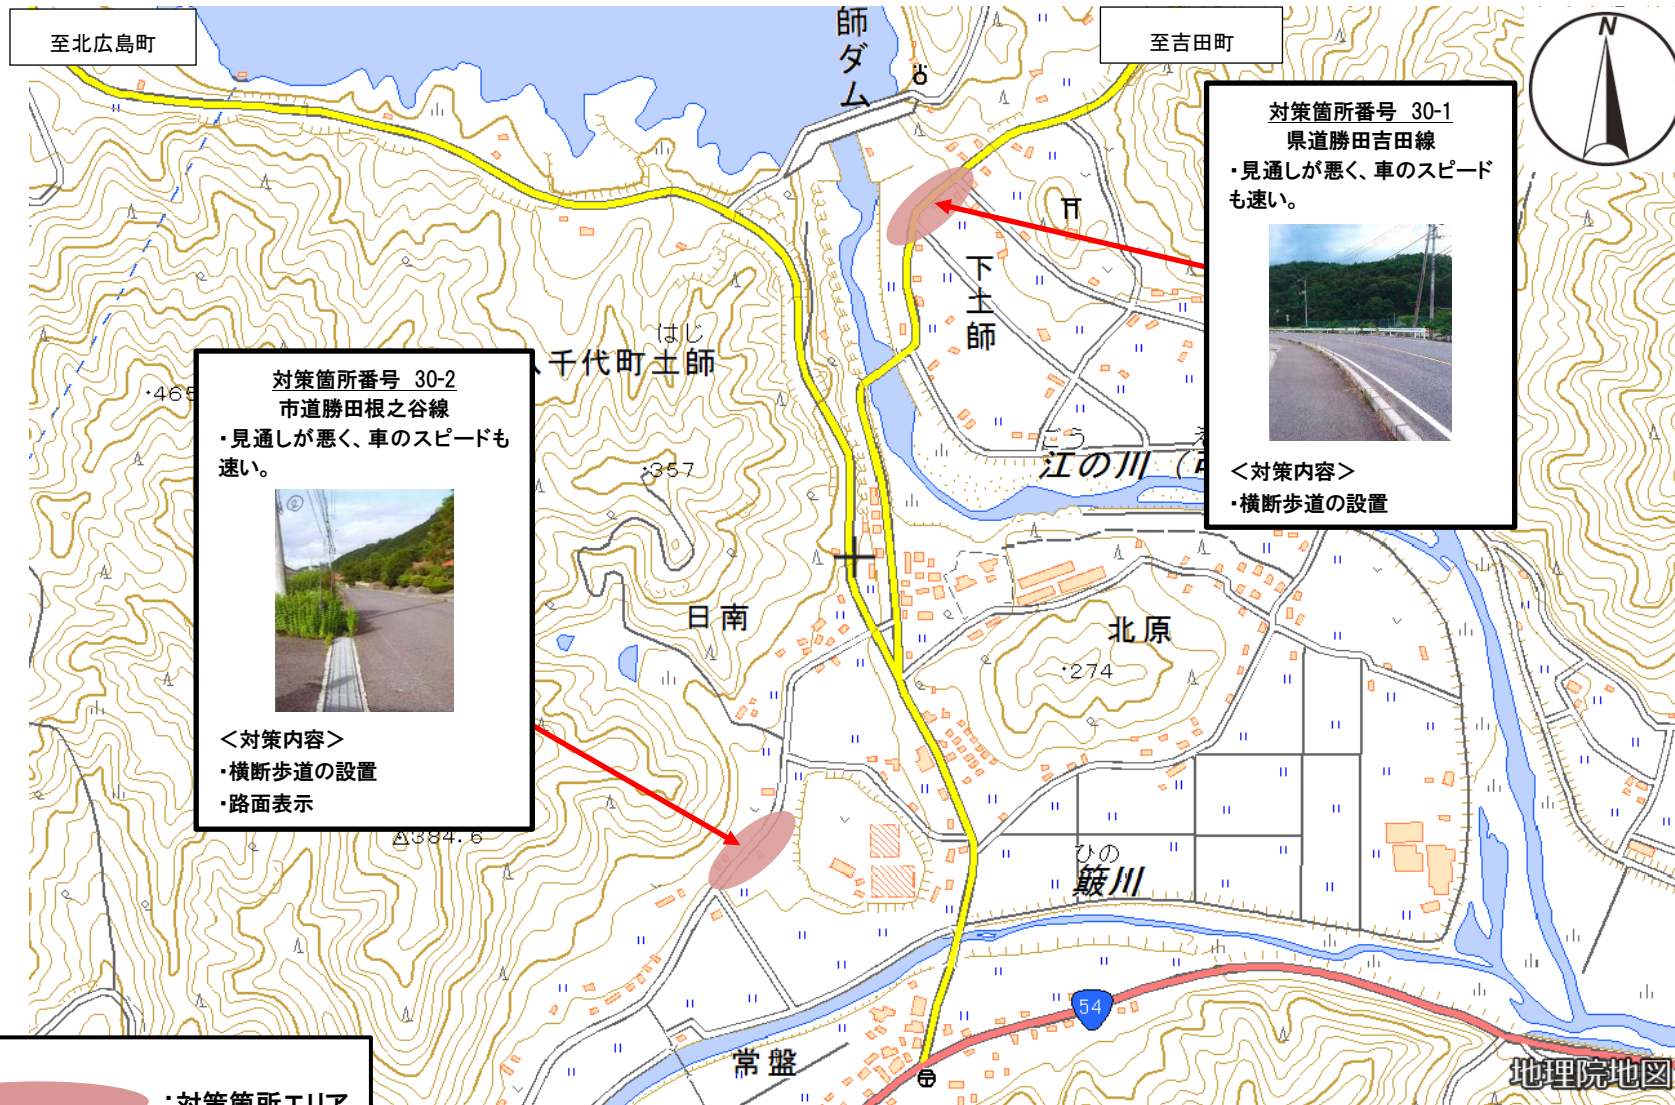 至北広島町
師ダム
至吉田町
N
対策箇所番号 30-1
県道勝田吉田線
・見通しが悪く、車のスピード
も速い。
＜対策内容＞
・横断歩道の設置
下土師
はじ
千代町土師
・465
対策箇所番号 30-2
市道勝田根之谷線
・見通しが悪く、車のスピードも
速い。
②
＜対策内容＞
・横断歩道の設置
・路面表示
・357
ごう
江の川（
日南
北原
・274
384.6
ひの
簸川
54
常盤
：対策箇所エリア
地理院地図